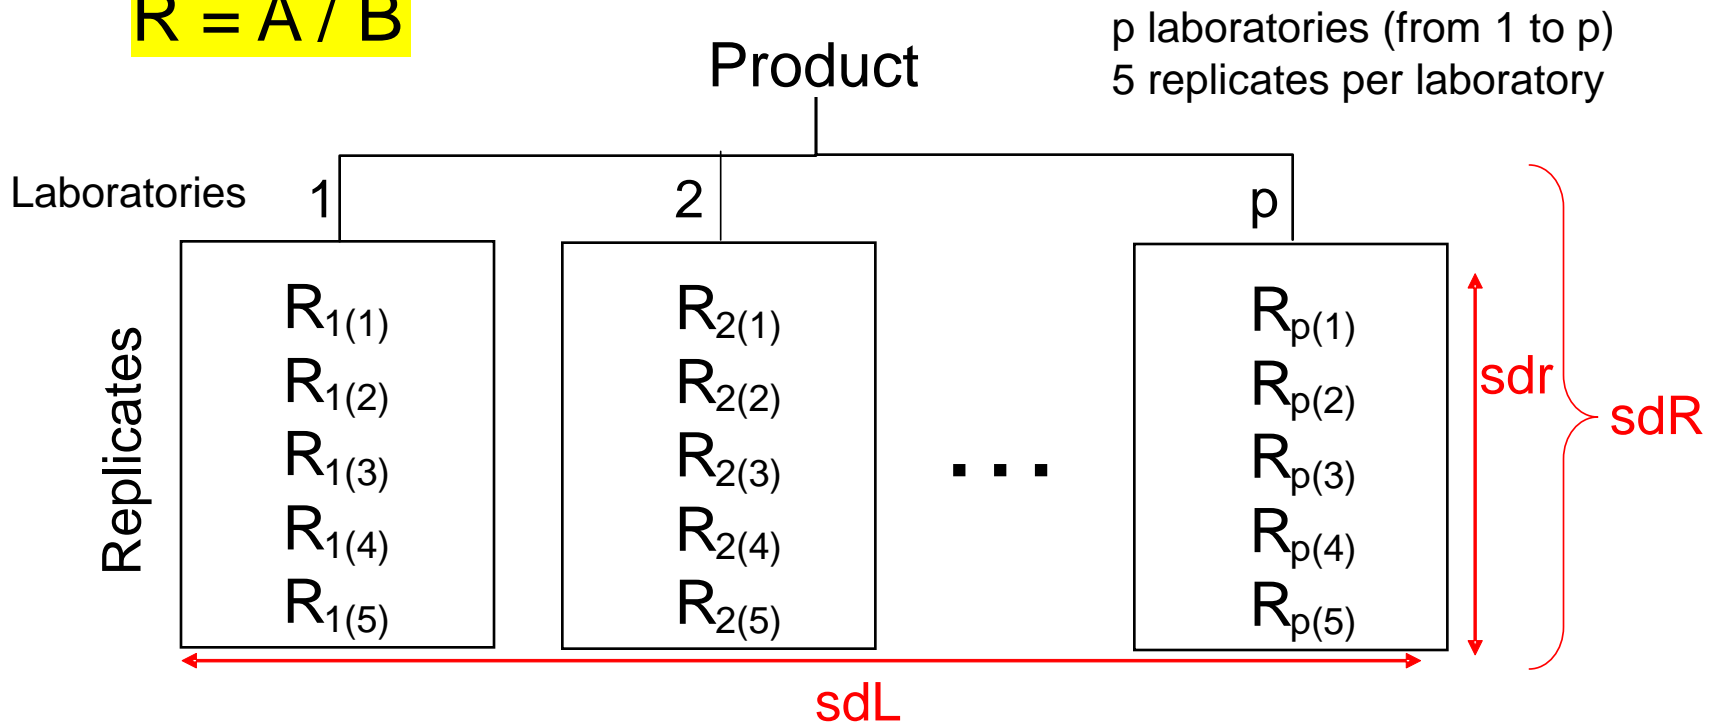 R = A / B
p laboratories (from 1 to p)
5 replicates per laboratory
Product
Laboratories 1 2 p
Replicates
R1(1) R2(1) Rp(1)
R1(2) R2(2) Rp(2)
R1(3) R2(3) Rp(3)
R1(4) R2(4) Rp(4)
R1(5) R2(5) Rp(5)
. . .
sdr
sdR
sdL